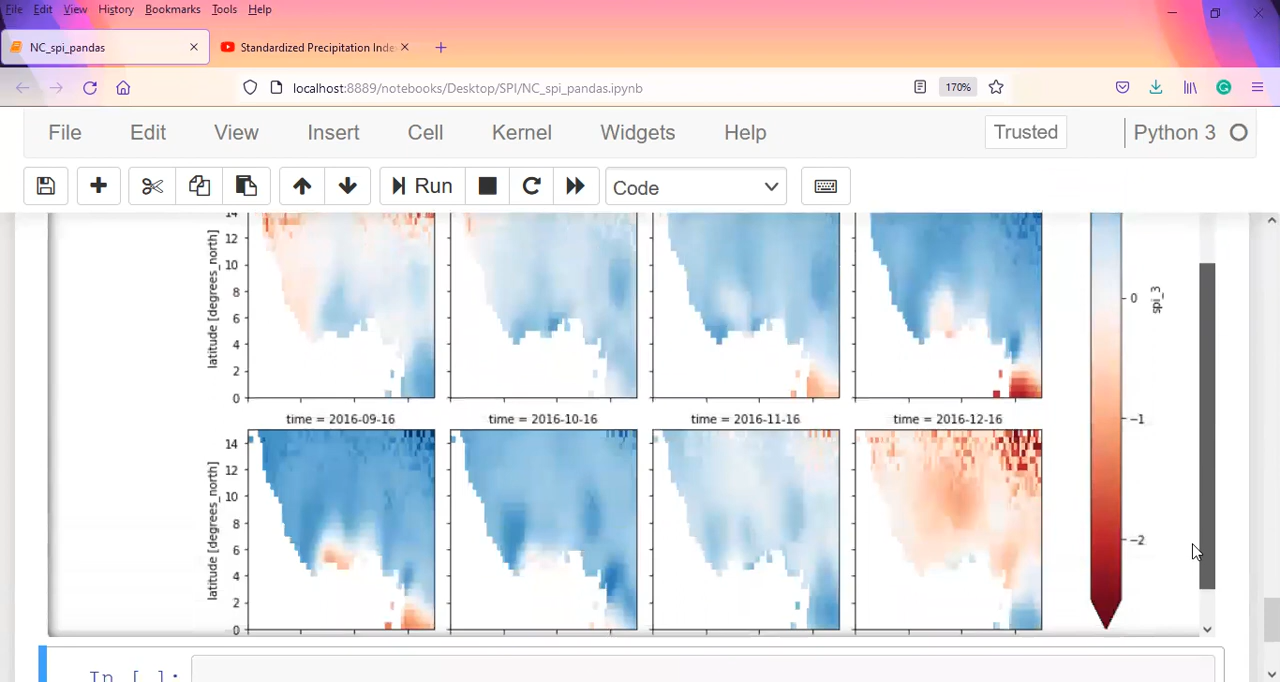 File Edit View History Bookmarks Tools Help
NC_spi_pandas
Standardized Precipitation Inde
localhost:8889/notebooks/Desktop/SPI/NC_spi_pandas.ipynb
170%
File Edit View Insert Cell Kernel Widgets Help Trusted Python 3
Run Code
14
12
10
8
6
4
2
0
latitude [degrees_north]
0
-1
-2
spi_3
time = 2016-09-16 time = 2016-10-16 time = 2016-11-16 time = 2016-12-16
14
12
10
8
6
4
2
0
latitude [degrees_north]
In [ ]: